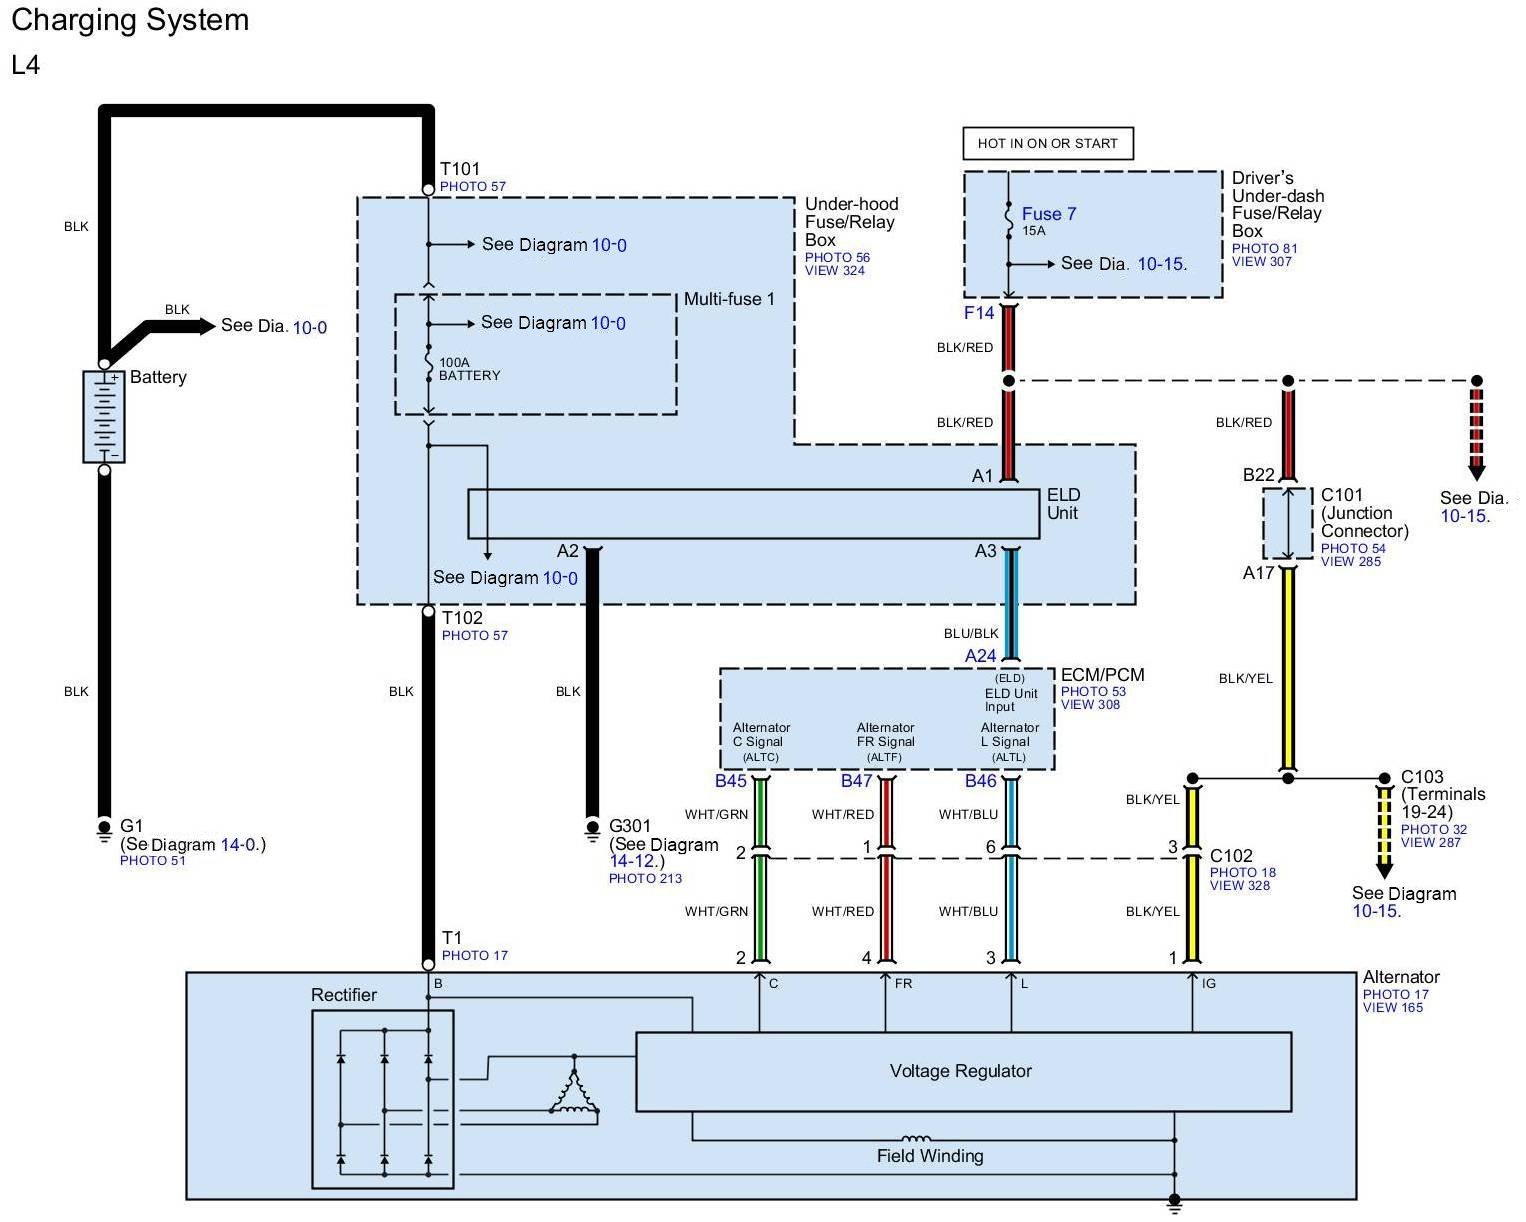 Charging System
L4
T101
PHOTO 57
BLK
See Diagram 10-0
Under-hood
Fuse/Relay
Box
PHOTO 56
VIEW 324
HOT IN ON OR START
Fuse 7
15A
See Dia. 10-15.
Driver's
Under-dash
Fuse/Relay
Box
PHOTO 81
VIEW 307
Multi-fuse 1
See Diagram 10-0
100A
BATTERY
BLK
See Dia. 10-0
Battery
+
−
F14
BLK/RED
BLK/RED
BLK/RED
A1
ELD
Unit
B22
C101
(Junction
Connector)
PHOTO 54
VIEW 285
See Dia.
10-15.
A2
A3
A17
See Diagram 10-0
T102
PHOTO 57
BLU/BLK
A24
BLK
BLK
BLK
(ELD)
ELD Unit
Input
ECM/PCM
PHOTO 53
VIEW 308
BLK/YEL
Alternator
C Signal
(ALTC)
Alternator
FR Signal
(ALTF)
Alternator
L Signal
(ALTL)
B45
B47
B46
C103
(Terminals
19-24)
PHOTO 32
VIEW 287
WHT/GRN
WHT/RED
WHT/BLU
BLK/YEL
G1
(Se Diagram 14-0.)
PHOTO 51
G301
(See Diagram
14-12.)
PHOTO 213
2
1
6
3
C102
PHOTO 18
VIEW 328
See Diagram
10-15.
WHT/GRN
WHT/RED
WHT/BLU
BLK/YEL
T1
PHOTO 17
2
4
3
1
B
C
FR
L
IG
Alternator
PHOTO 17
VIEW 165
Rectifier
Voltage Regulator
Field Winding